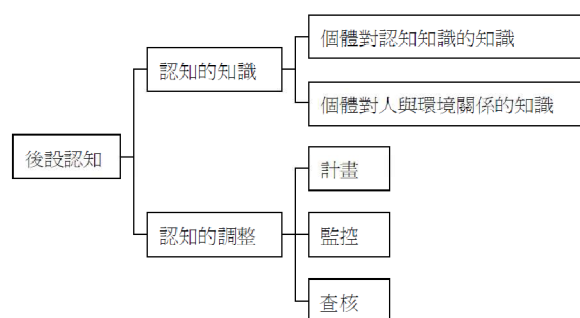 後設認知
認知的知識
個體對認知知識的知識
個體對人與環境關係的知識
認知的調整
計畫
監控
查核